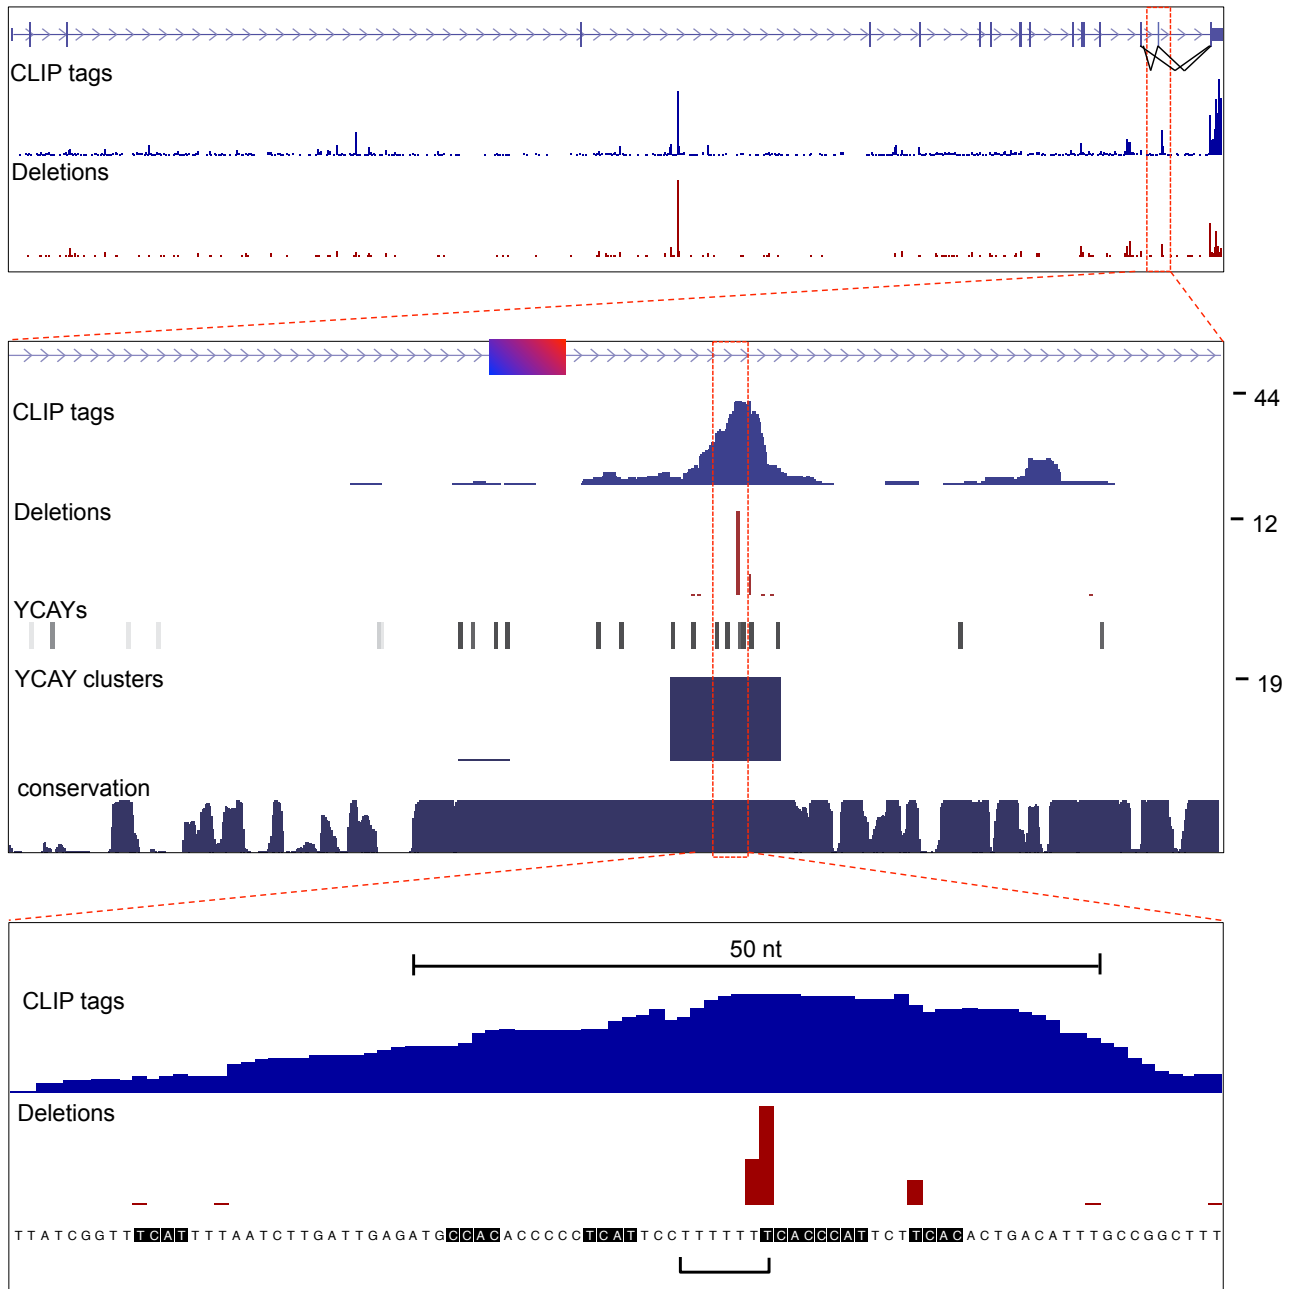 CLIP tags
Deletions
CLIP tags
44
Deletions
12
YCAYs
YCAY clusters
19
conservation
50 nt
CLIP tags
Deletions
TTATCGGTTTCATTTTAATCTTGATTGAGATGCCACACCCCCTCATTCCTTTTTTTCACCCATTCTTCACACTGACATTTGCCGGCTTT